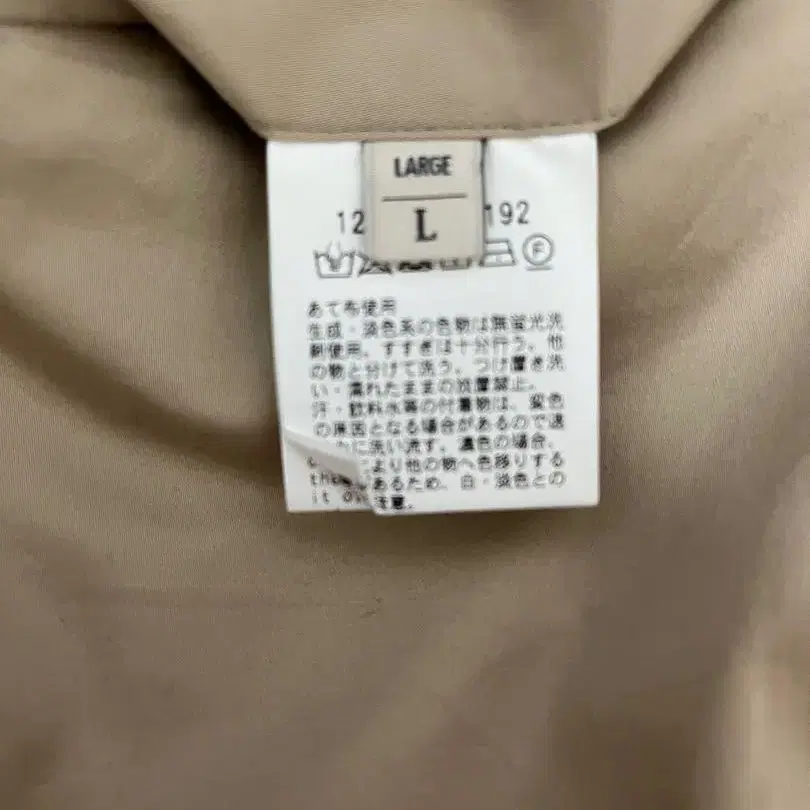 LARGE
L
12 192
F
あて布使用
生成・淡色系の色物は無蛍光洗
剤使用。すすぎは十分行う。他
の物と分けて洗う。つけ置き洗
い・濡れたままの放置禁止。
汗・飲料水等の付着物は、変色
の原因となる場合があるので速
に洗い流す。濃色の場合、
により他の物へ色移りする
あるため、白・淡色との
it 注意。